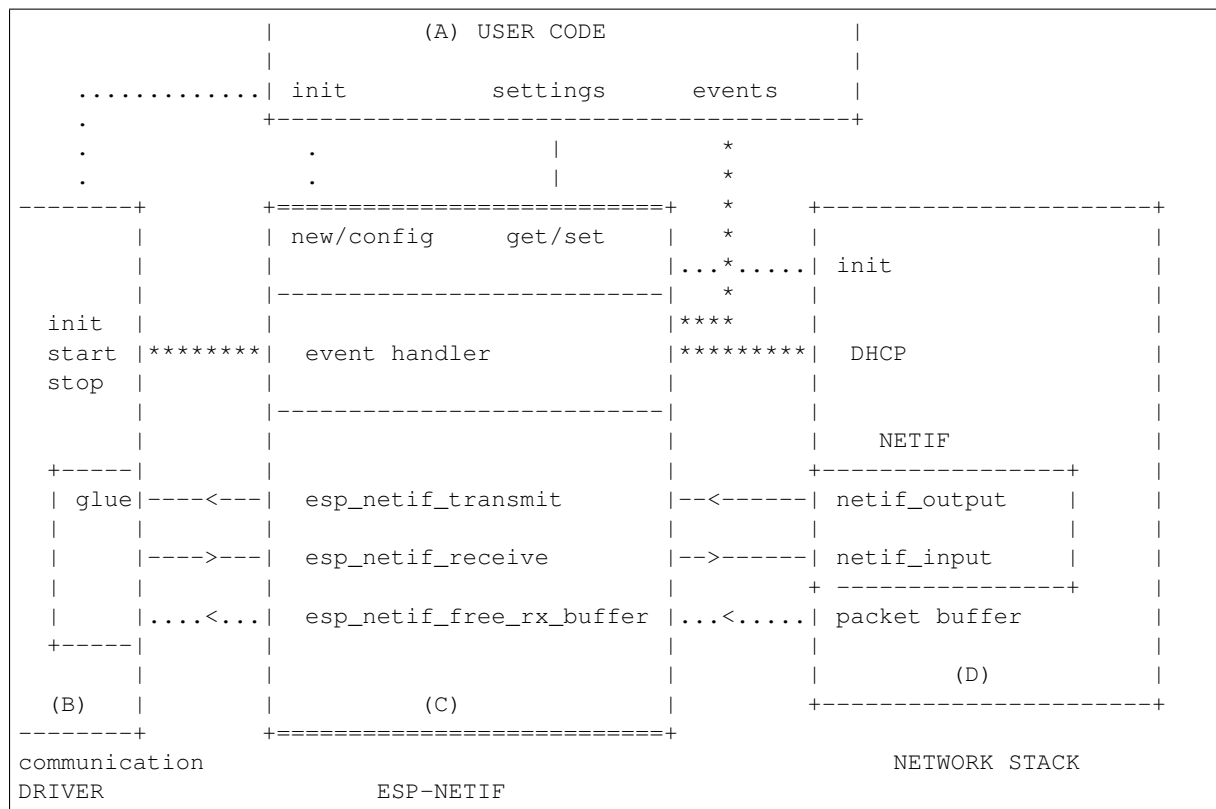 (A) USER CODE
init settings events
new/config get/set
init
init
start event handler DHCP
stop
NETIF
glue esp_netif_transmit netif_output
esp_netif_receive netif_input
esp_netif_free_rx_buffer packet buffer
(D)
(B) (C)
communication NETWORK STACK
DRIVER ESP-NETIF